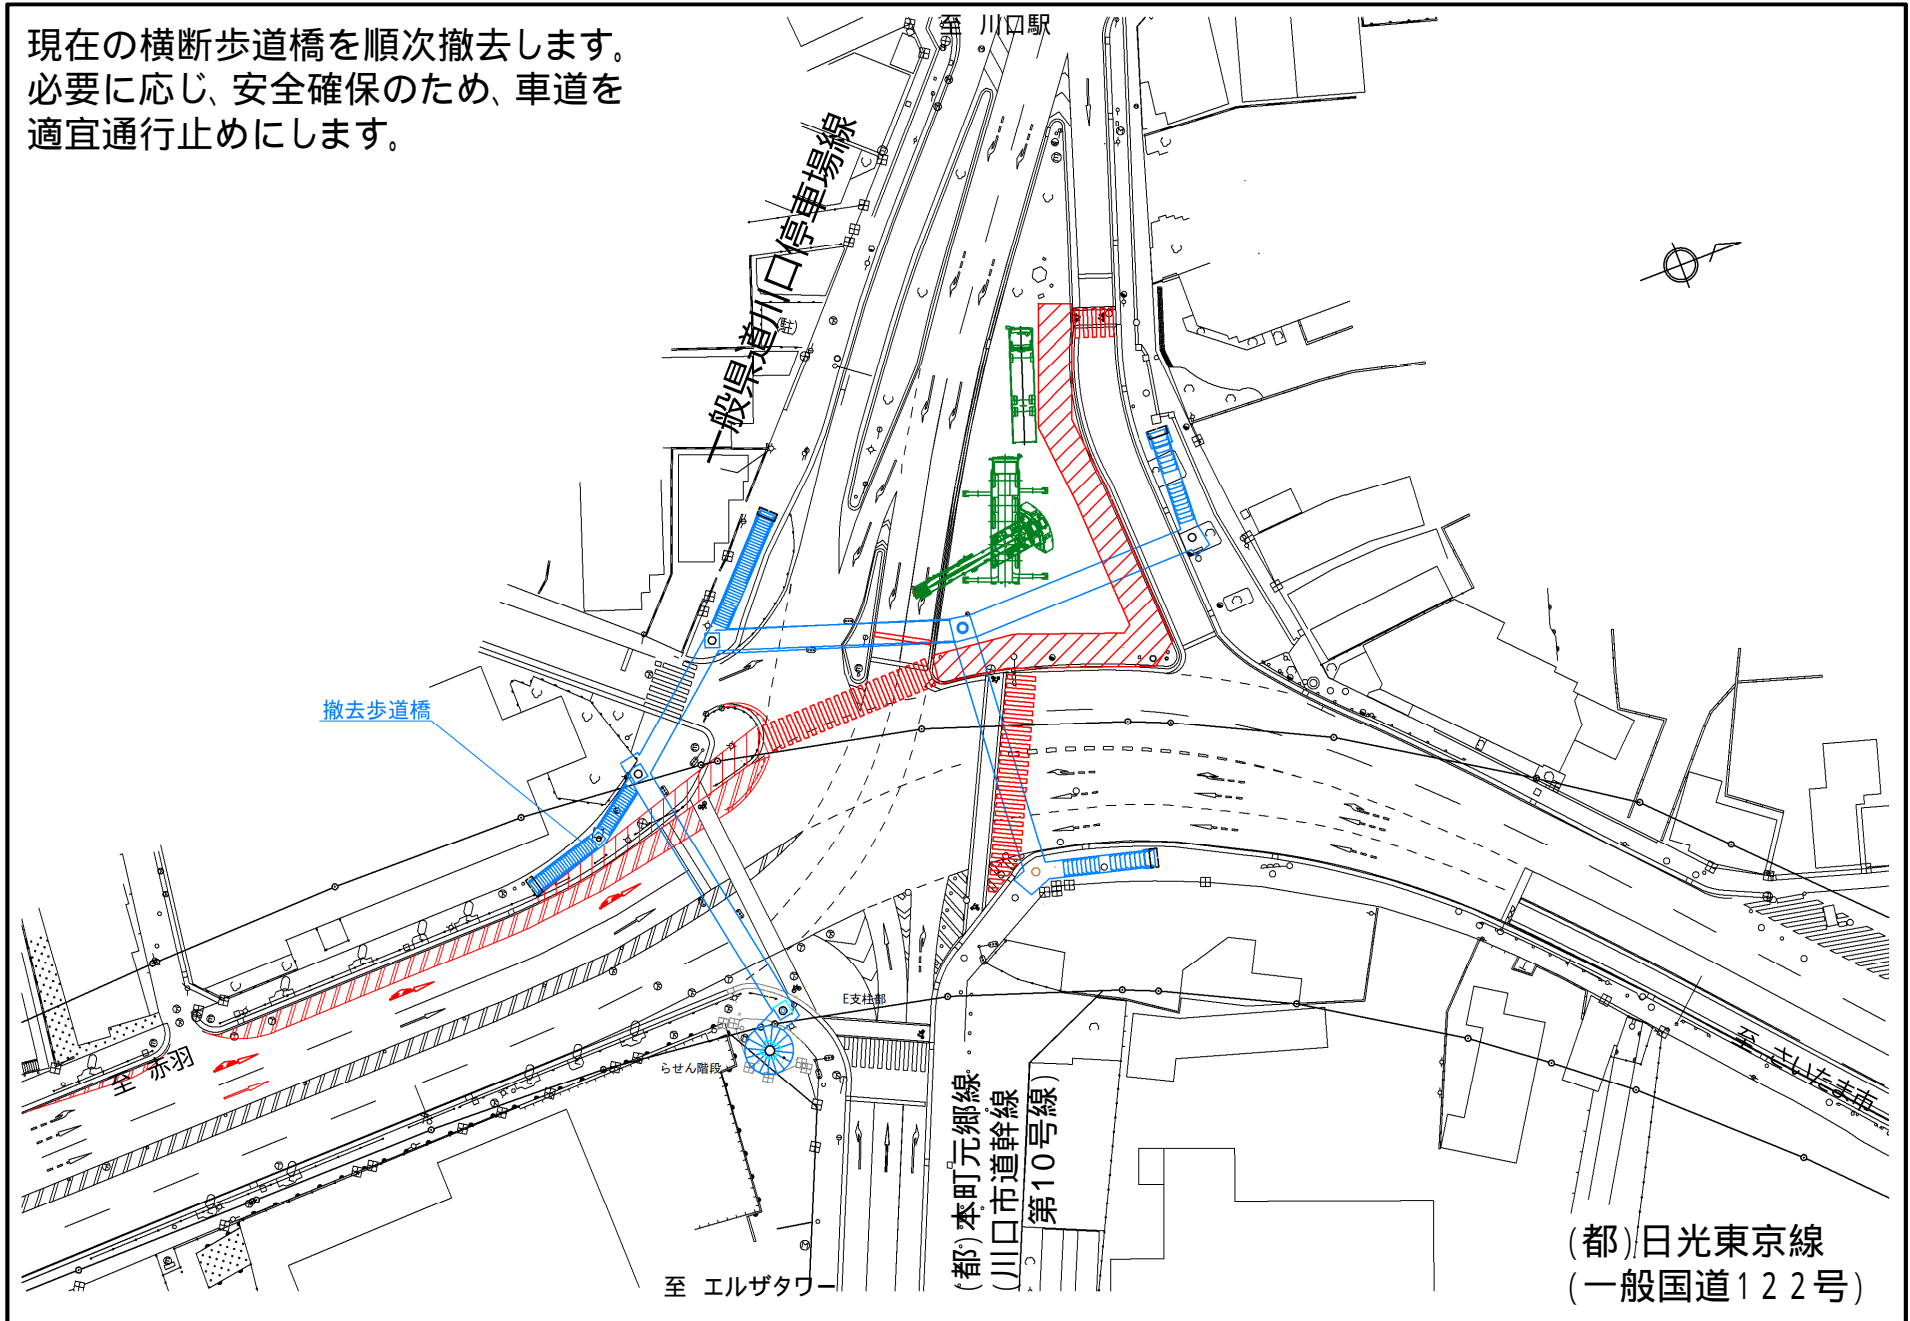 現在の横断歩道橋を順次撤去します。
必要に応じ、安全確保のため、車道を
適宜通行止めにします。
至 川口駅
一般県道川口停車場線
撤去歩道橋
至 赤羽
E支柱部
らせん階段
至 さいたま市
(都)本町元郷線
(川口市道幹線
第10号線)
至 エルザタワー
(都)日光東京線
(一般国道122号)